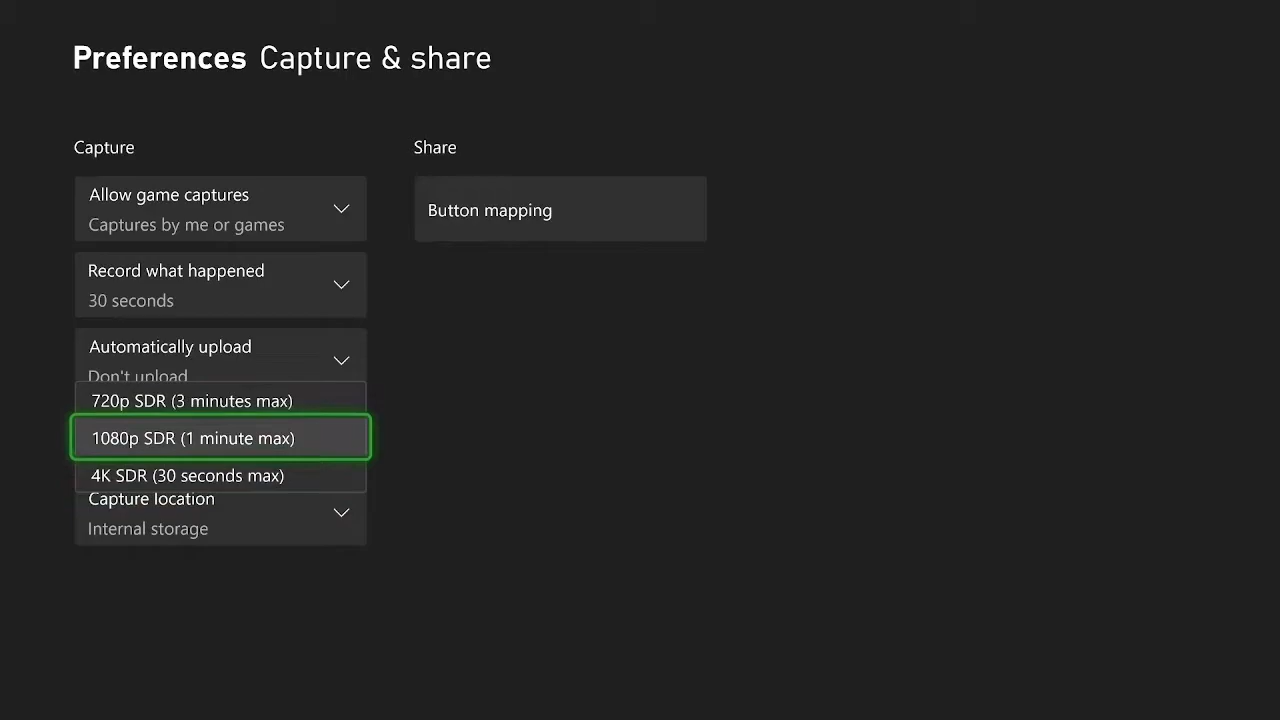 Preferences Capture & share
Capture
Allow game captures
Captures by me or games
Record what happened
30 seconds
Automatically upload
Don't upload
720p SDR (3 minutes max)
1080p SDR (1 minute max)
4K SDR (30 seconds max)
Capture location
Internal storage
Share
Button mapping